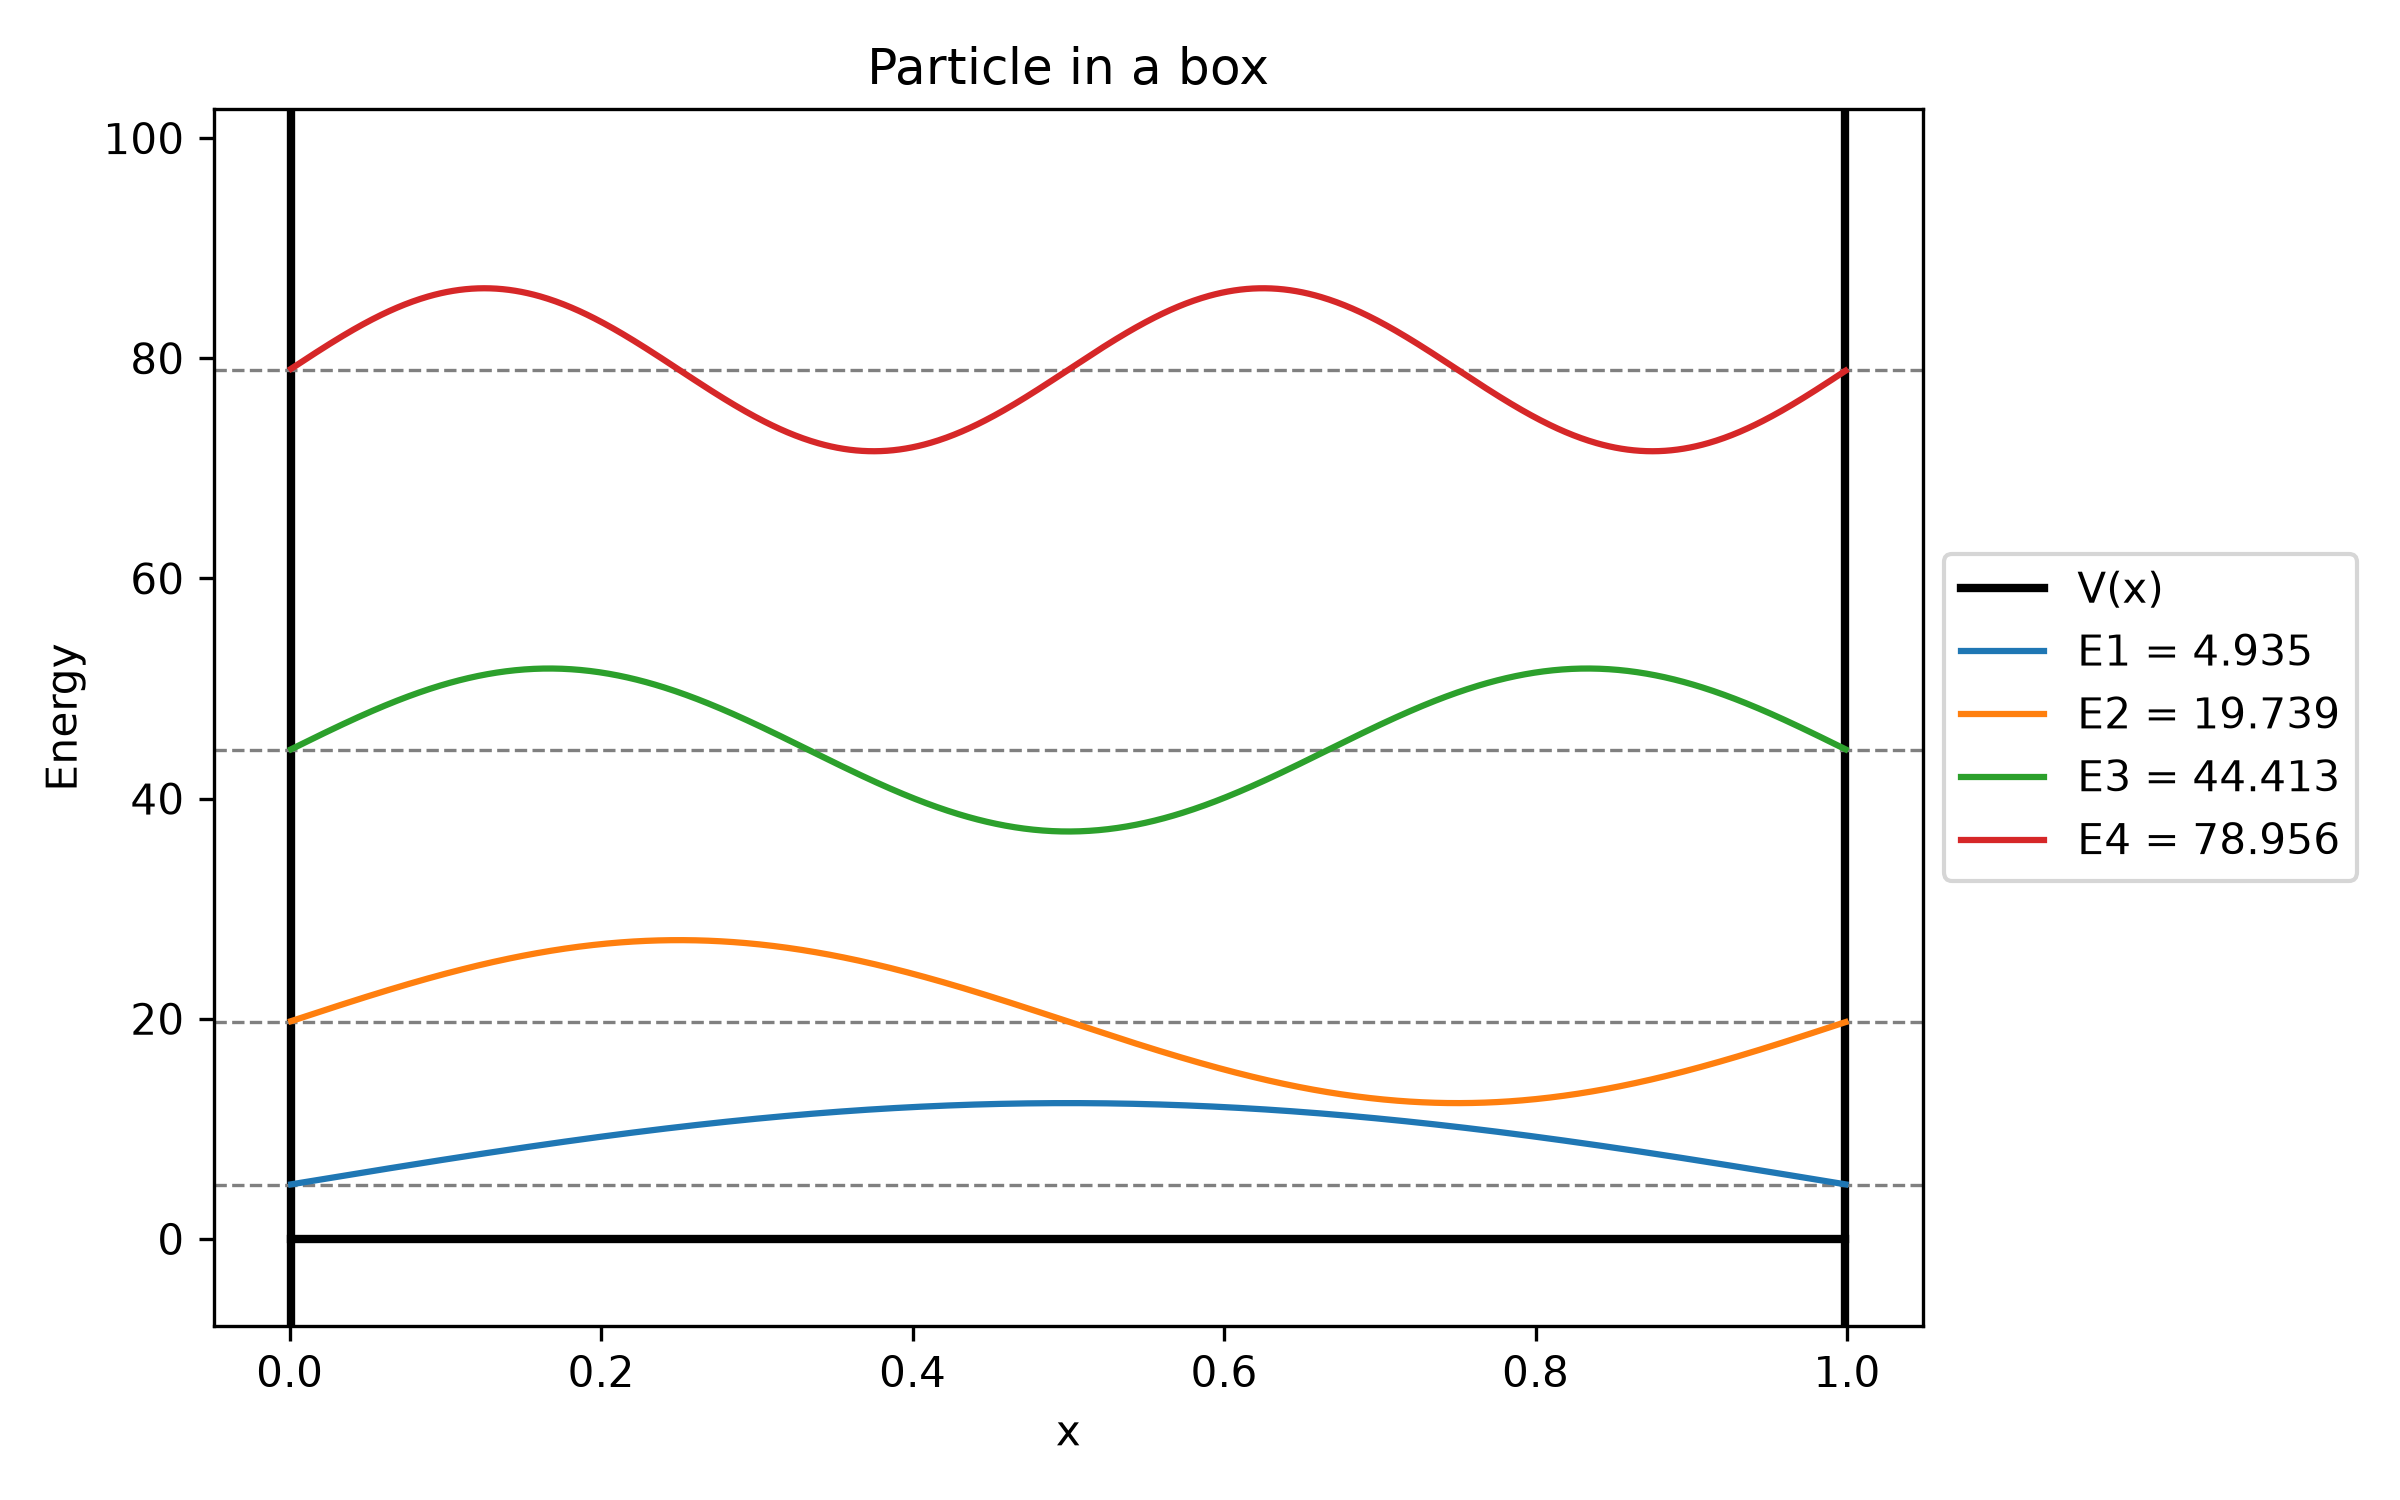 Particle in a box
Energy
100
80
60
40
20
0
0.0 0.2 0.4 0.6 0.8 1.0
x
V(x)
E1 = 4.935
E2 = 19.739
E3 = 44.413
E4 = 78.956